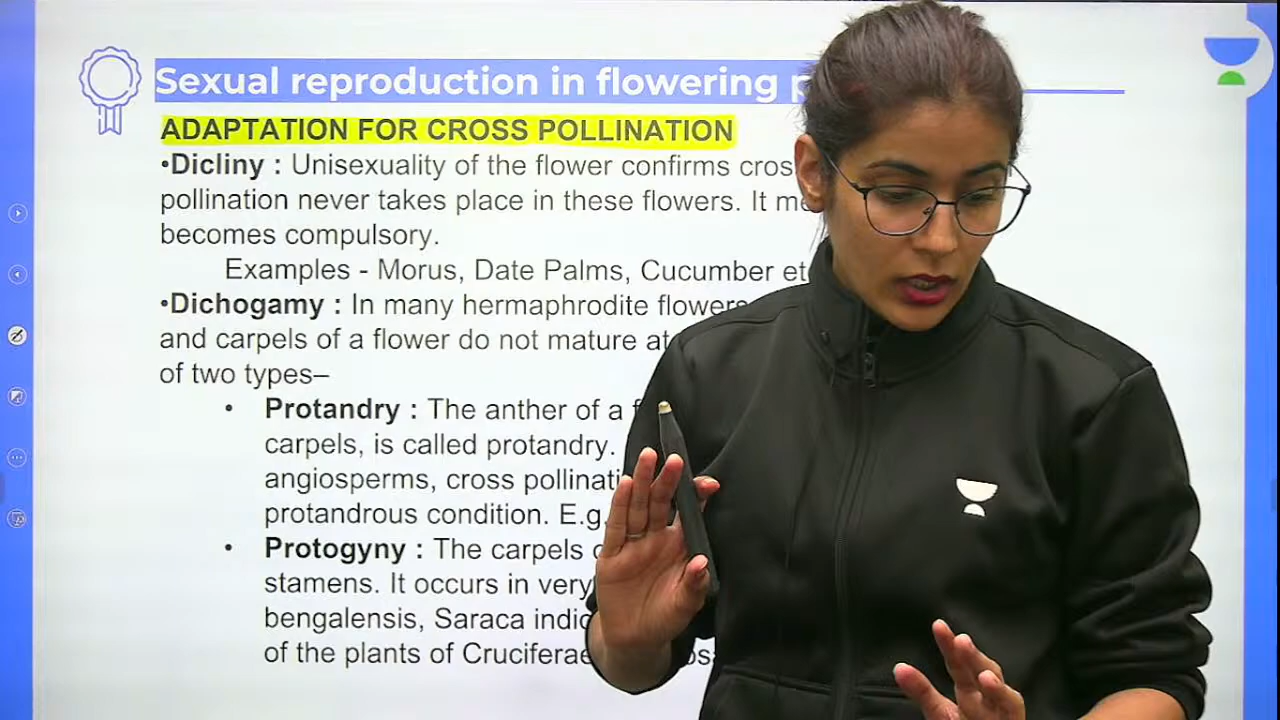 Sexual reproduction in flowering
ADAPTATION FOR CROSS POLLINATION
•Dicliny : Unisexuality of the flower confirms cros
pollination never takes place in these flowers. It me
becomes compulsory.
Examples - Morus, Date Palms, Cucumber et
•Dichogamy : In many hermaphrodite flowers
and carpels of a flower do not mature at
of two types–
• Protandry : The anther of a f
carpels, is called protandry.
angiosperms, cross pollinati
protandrous condition. E.g.
• Protogyny : The carpels
stamens. It occurs in very
bengalensis, Saraca indic
of the plants of Cruciferae